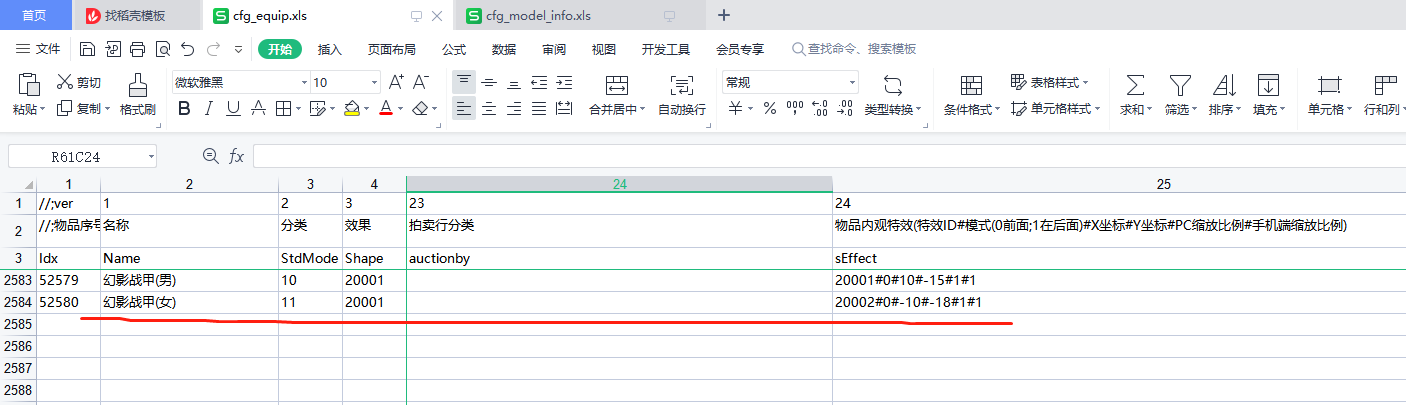 首页 找稻壳模板 cfg_equip.xls cfg_model_info.xls
文件 开始 插入 页面布局 公式 数据 审阅 视图 开发工具 会员专享 查找命令、搜索模板
粘贴 剪切 复制 格式刷 微软雅黑 10 A+ A- B I U A A 合并居中 自动换行 常规 ¥ % 000 ←.0 .00 .00 →.0 类型转换 条件格式 表格样式 单元格样式 求和 筛选 排序 填充 单元格 行和列
R61C24 fx
1 2 3 4 24 25
1 //;ver 1 2 3 23 24
2 //;物品序号 名称 分类 效果 拍卖行分类 物品内观特效(特效ID#模式(0前面;1在后面)#X坐标#Y坐标#PC缩放比例#手机端缩放比例)
3 Idx Name StdMode Shape auctionby sEffect
2583 52579 幻影战甲(男) 10 20001 20001#0#10#-15#1#1
2584 52580 幻影战甲(女) 11 20001 20002#0#-10#-18#1#1
2585
2586
2587
2588